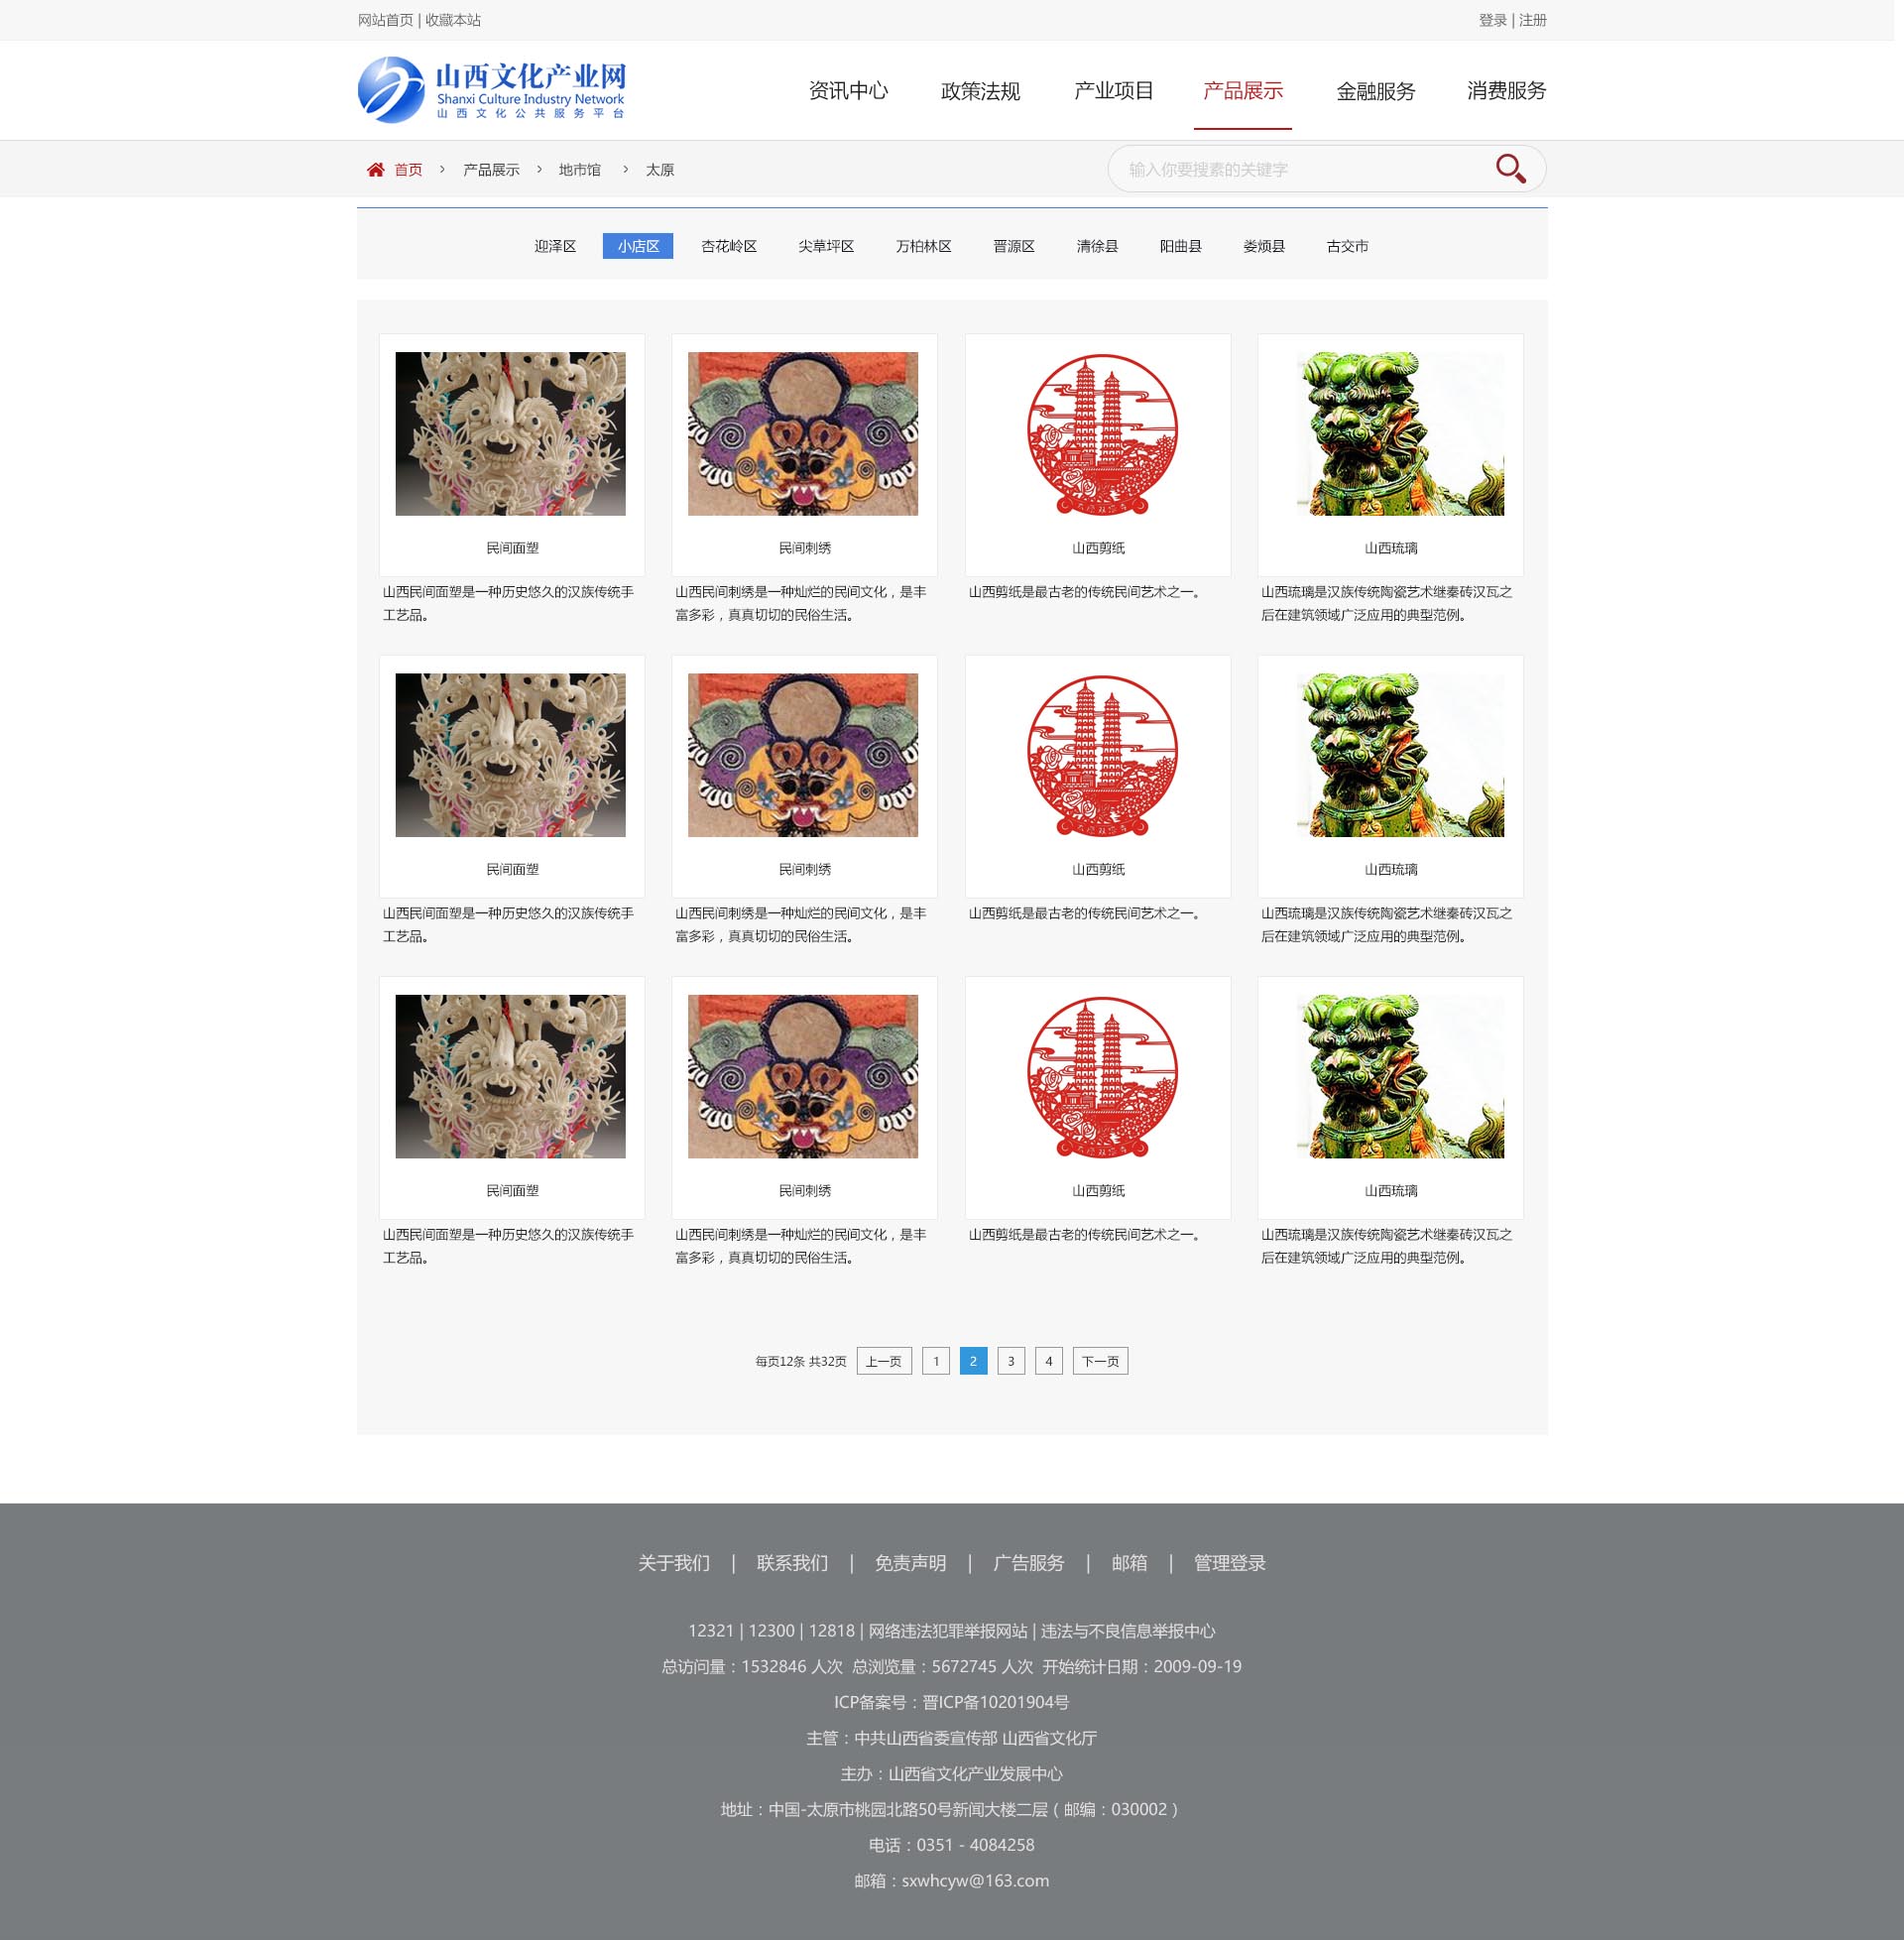 网站首页 | 收藏本站
登录 | 注册
山西文化产业网
Shanxi Culture Industry Network
山西文化公共服务平台
资讯中心 政策法规 产业项目 产品展示 金融服务 消费服务
首页 › 产品展示 › 地市馆 › 太原
输入你要搜素的关键字
迎泽区 小店区 杏花岭区 尖草坪区 万柏林区 晋源区 清徐县 阳曲县 娄烦县 古交市
民间面塑 民间刺绣 山西剪纸 山西琉璃
山西民间面塑是一种历史悠久的汉族传统手
工艺品。
山西民间刺绣是一种灿烂的民间文化，是丰
富多彩，真真切切的民俗生活。
山西剪纸是最古老的传统民间艺术之一。
山西琉璃是汉族传统陶瓷艺术继秦砖汉瓦之
后在建筑领域广泛应用的典型范例。
民间面塑 民间刺绣 山西剪纸 山西琉璃
山西民间面塑是一种历史悠久的汉族传统手
工艺品。
山西民间刺绣是一种灿烂的民间文化，是丰
富多彩，真真切切的民俗生活。
山西剪纸是最古老的传统民间艺术之一。
山西琉璃是汉族传统陶瓷艺术继秦砖汉瓦之
后在建筑领域广泛应用的典型范例。
民间面塑 民间刺绣 山西剪纸 山西琉璃
山西民间面塑是一种历史悠久的汉族传统手
工艺品。
山西民间刺绣是一种灿烂的民间文化，是丰
富多彩，真真切切的民俗生活。
山西剪纸是最古老的传统民间艺术之一。
山西琉璃是汉族传统陶瓷艺术继秦砖汉瓦之
后在建筑领域广泛应用的典型范例。
每页12条 共32页 上一页 1 2 3 4 下一页
关于我们 | 联系我们 | 免责声明 | 广告服务 | 邮箱 | 管理登录
12321 | 12300 | 12818 | 网络违法犯罪举报网站 | 违法与不良信息举报中心
总访问量：1532846 人次 总浏览量：5672745 人次 开始统计日期：2009-09-19
ICP备案号：晋ICP备10201904号
主管：中共山西省委宣传部 山西省文化厅
主办：山西省文化产业发展中心
地址：中国-太原市桃园北路50号新闻大楼二层（邮编：030002）
电话：0351 - 4084258
邮箱：sxwhcyw@163.com